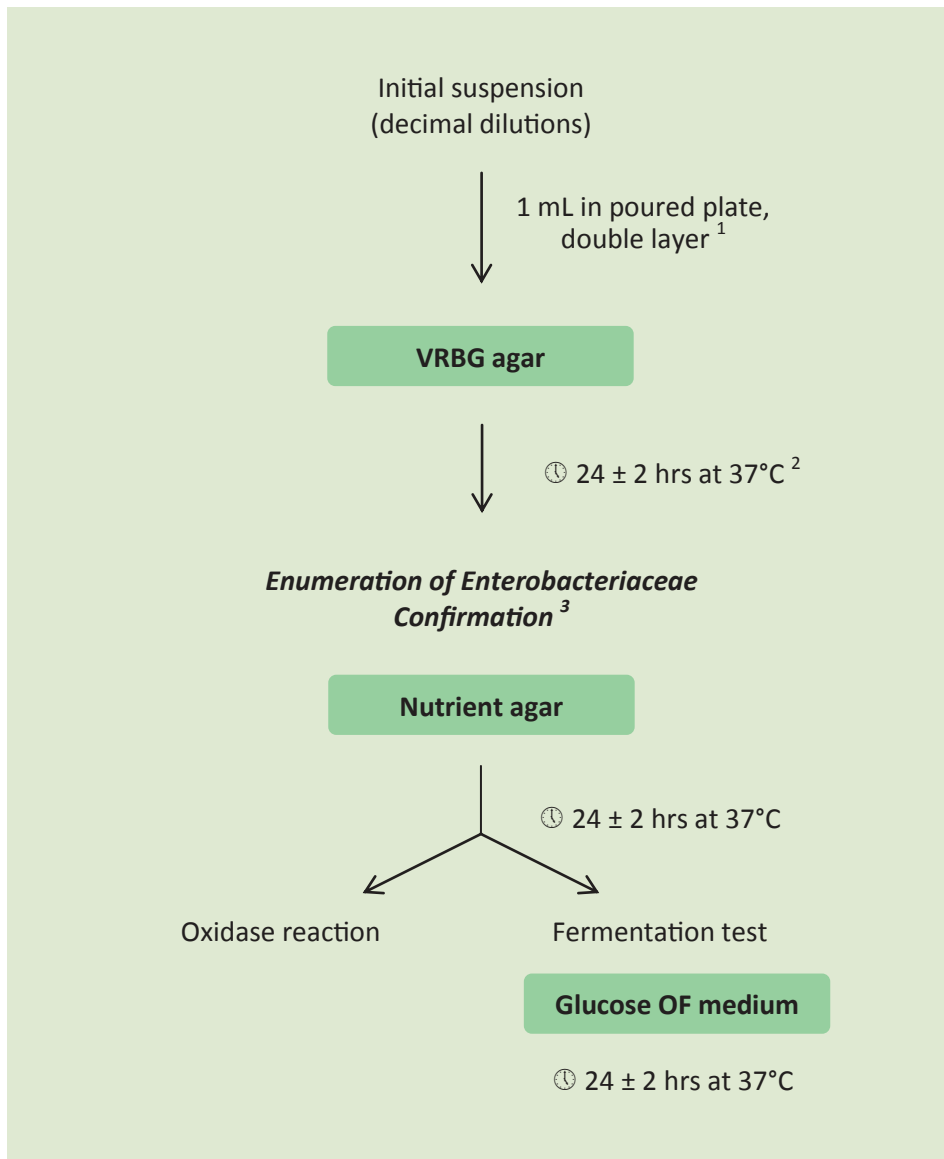 Initial suspension
(decimal dilutions)
1 mL in poured plate,
double layer 1
VRBG agar
24 ± 2 hrs at 37°C 2
Enumeration of Enterobacteriaceae
Confirmation 3
Nutrient agar
24 ± 2 hrs at 37°C
Oxidase reaction
Fermentation test
Glucose OF medium
24 ± 2 hrs at 37°C